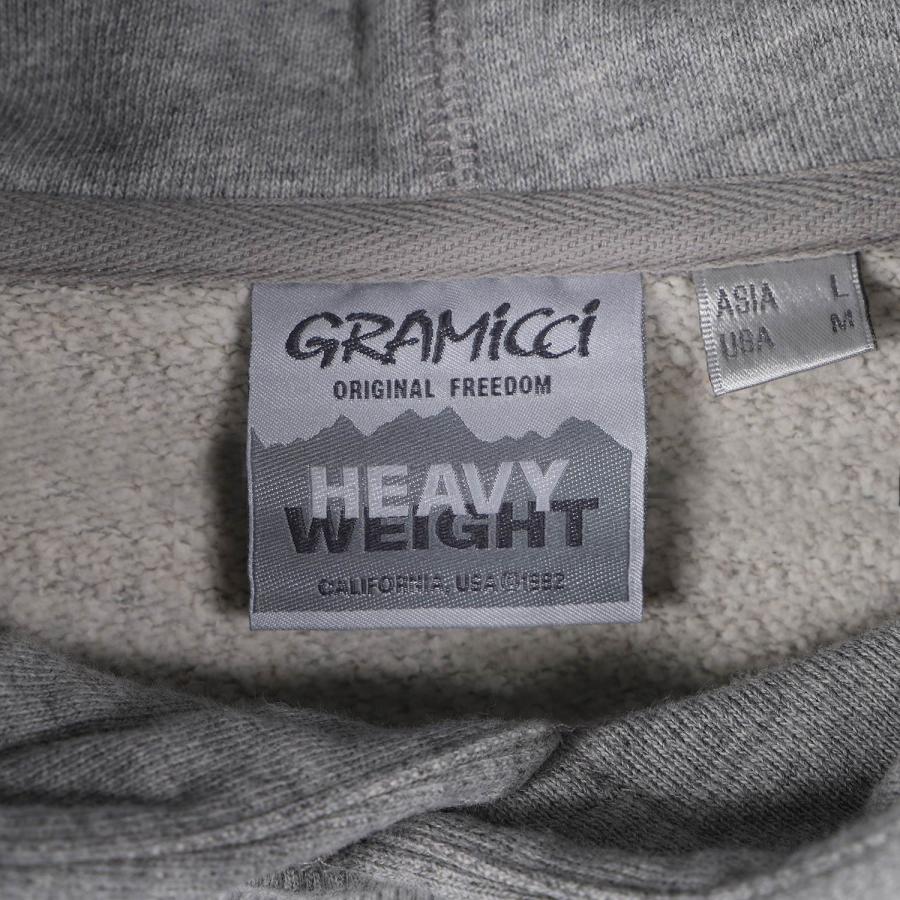 GRAMiCCi
ORIGINAL FREEDOM
HEAVY
WEIGHT
CALIFORNIA, USA ©1982
ASIA L
USA M